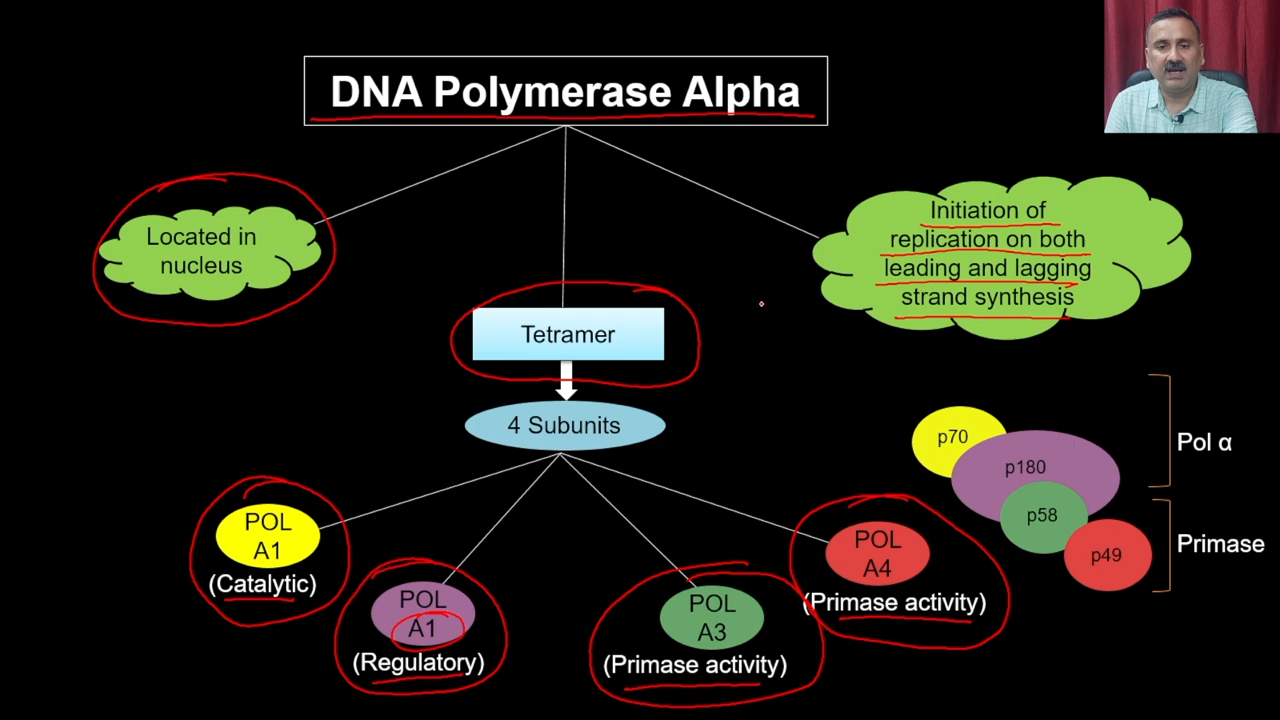 DNA Polymerase Alpha
Located in
nucleus
Initiation of
replication on both
leading and lagging
strand synthesis
Tetramer
4 Subunits
POL
A1
(Catalytic)
POL
A1
(Regulatory)
POL
A3
(Primase activity)
POL
A4
(Primase activity)
p70
p180
p58
p49
Pol α
Primase